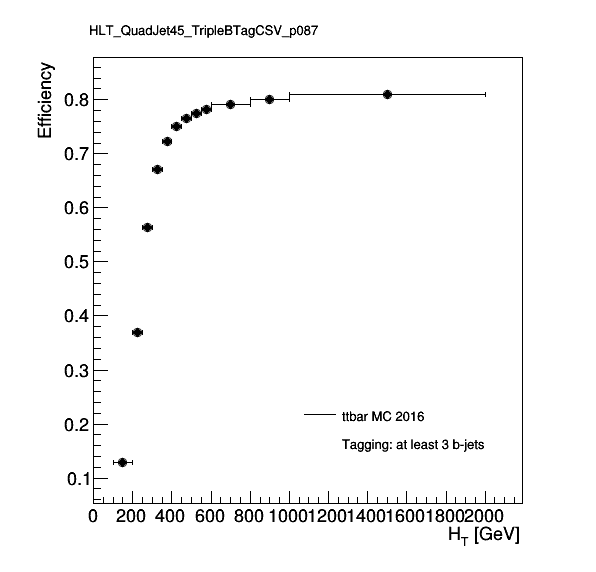 HLT_QuadJet45_TripleBTagCSV_p087
Efficiency
0.8
0.7
0.6
0.5
0.4
0.3
0.2
0.1
ttbar MC 2016
Tagging: at least 3 b-jets
0 200 400 600 800 1000 1200 1400 1600 1800 2000
H_T [GeV]